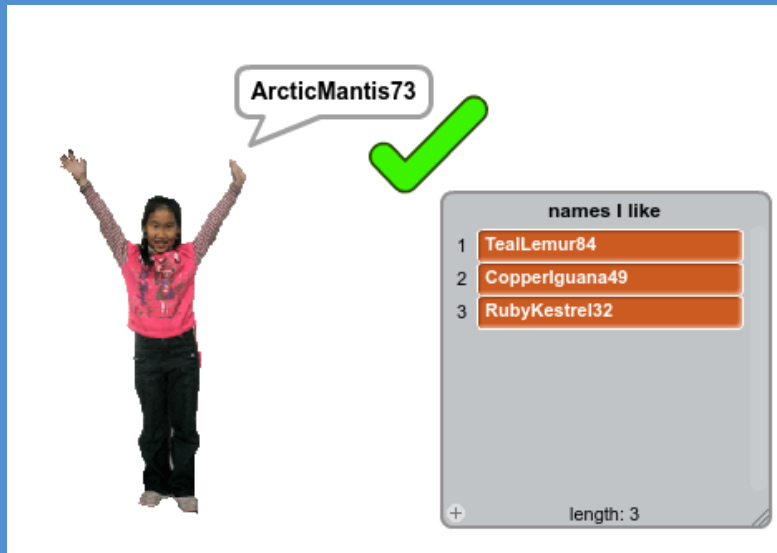 ArcticMantis73
names I like
1 TealLemur84
2 CopperIguana49
3 RubyKestrel32
+ length: 3